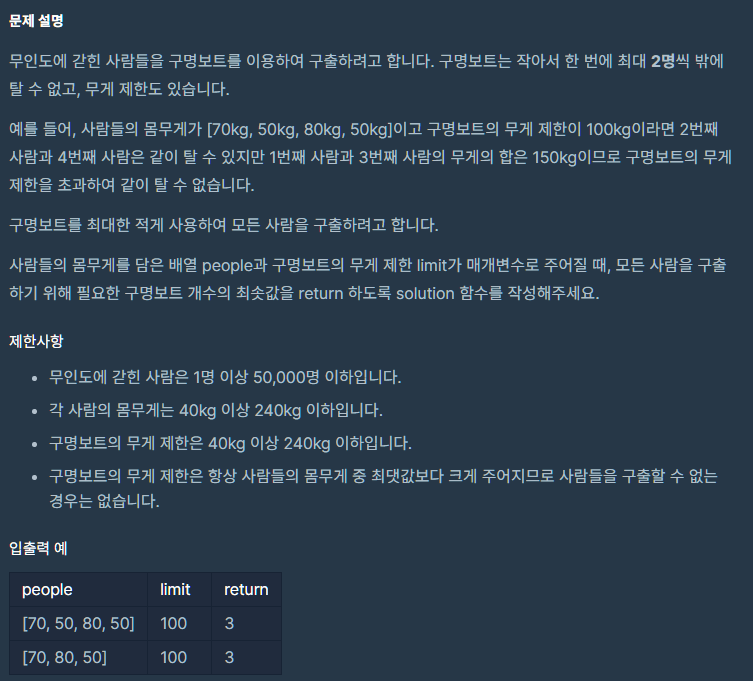 문제 설명
무인도에 갇힌 사람들을 구명보트를 이용하여 구출하려고 합니다. 구명보트는 작아서 한 번에 최대 2명씩 밖에
탈 수 없고, 무게 제한도 있습니다.
예를 들어, 사람들의 몸무게가 [70kg, 50kg, 80kg, 50kg]이고 구명보트의 무게 제한이 100kg이라면 2번째
사람과 4번째 사람은 같이 탈 수 있지만 1번째 사람과 3번째 사람의 무게의 합은 150kg이므로 구명보트의 무게
제한을 초과하여 같이 탈 수 없습니다.
구명보트를 최대한 적게 사용하여 모든 사람을 구출하려고 합니다.
사람들의 몸무게를 담은 배열 people과 구명보트의 무게 제한 limit가 매개변수로 주어질 때, 모든 사람을 구출
하기 위해 필요한 구명보트 개수의 최솟값을 return 하도록 solution 함수를 작성해주세요.
제한사항
• 무인도에 갇힌 사람은 1명 이상 50,000명 이하입니다.
• 각 사람의 몸무게는 40kg 이상 240kg 이하입니다.
• 구명보트의 무게 제한은 40kg 이상 240kg 이하입니다.
• 구명보트의 무게 제한은 항상 사람들의 몸무게 중 최댓값보다 크게 주어지므로 사람들을 구출할 수 없는
경우는 없습니다.
입출력 예
people limit return
[70, 50, 80, 50] 100 3
[70, 80, 50] 100 3